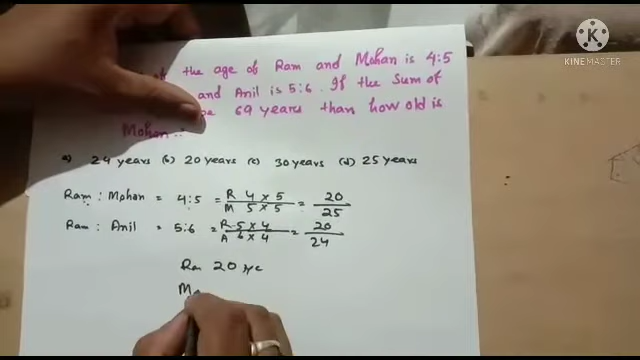 KINEMASTER
of the age of Ram and Mohan is 4:5
and Anil is 5:6. If the Sum of
be 69 years than how old is
Mohan :-
a) 24 years (b) 20 years (c) 30 years (d) 25 years
Ram : Mohan = 4:5 = R 4 × 5 / M 5 × 5 = 20 / 25
Ram : Anil = 5:6 = R 5 × 4 / A 6 × 4 = 20 / 24
20
M